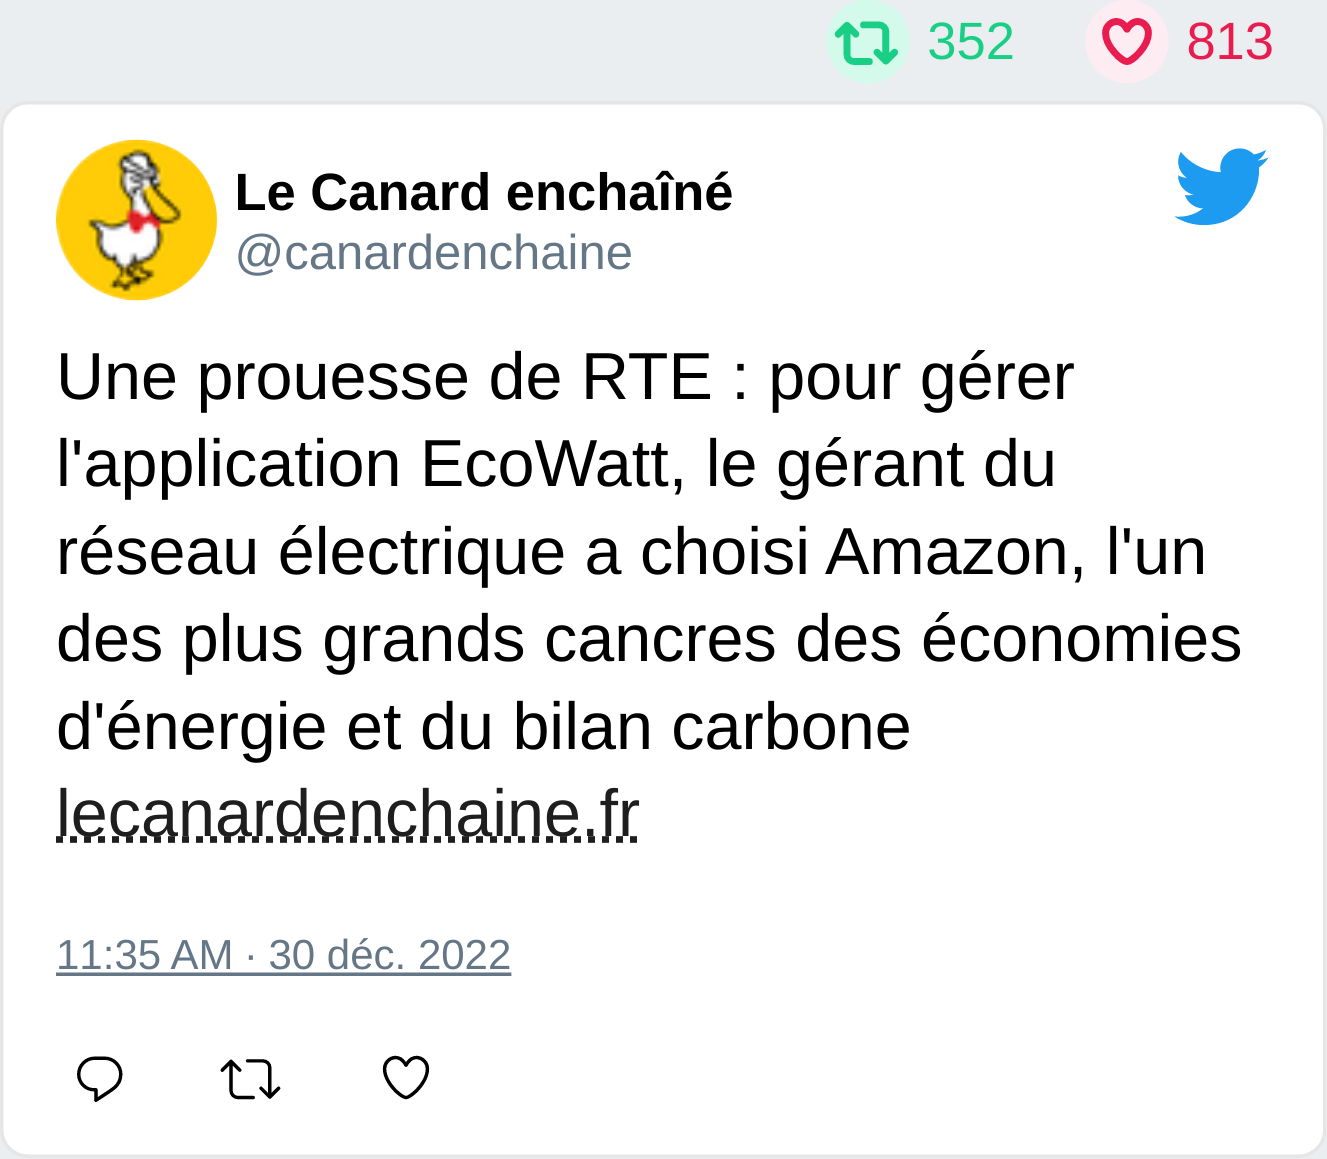 352 813
Le Canard enchaîné
@canardenchaine
Une prouesse de RTE : pour gérer
l'application EcoWatt, le gérant du
réseau électrique a choisi Amazon, l'un
des plus grands cancres des économies
d'énergie et du bilan carbone
lecanardenchaine.fr
11:35 AM · 30 déc. 2022